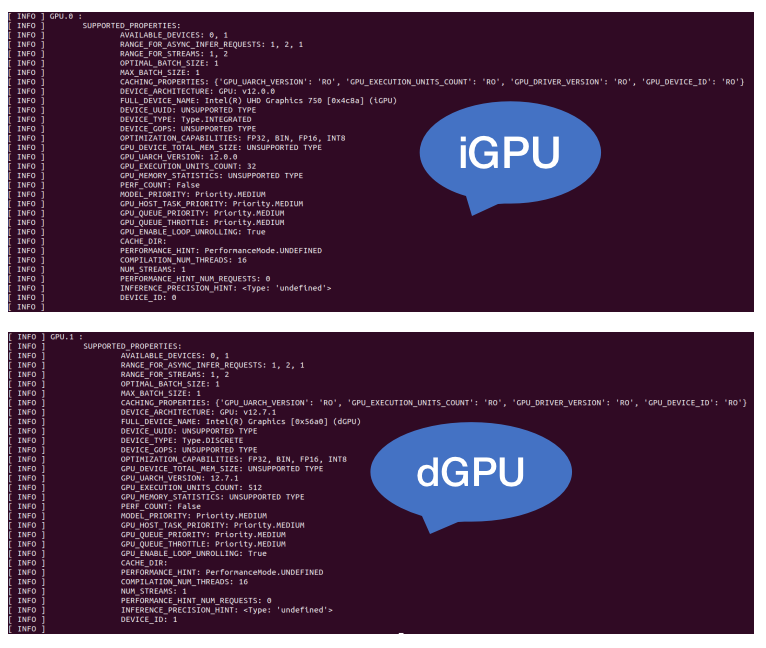 [ INFO ] GPU.0 :
[ INFO ] SUPPORTED_PROPERTIES:
[ INFO ] AVAILABLE_DEVICES: 0, 1
[ INFO ] RANGE_FOR_ASYNC_INFER_REQUESTS: 1, 2, 1
[ INFO ] RANGE_FOR_STREAMS: 1, 2
[ INFO ] OPTIMAL_BATCH_SIZE: 1
[ INFO ] MAX_BATCH_SIZE: 1
[ INFO ] CACHING_PROPERTIES: {'GPU_UARCH_VERSION': 'RO', 'GPU_EXECUTION_UNITS_COUNT': 'RO', 'GPU_DRIVER_VERSION': 'RO', 'GPU_DEVICE_ID': 'RO'}
[ INFO ] DEVICE_ARCHITECTURE: GPU: v12.0.0
[ INFO ] FULL_DEVICE_NAME: Intel(R) UHD Graphics 750 [0x4c8a] (iGPU)
[ INFO ] DEVICE_UUID: UNSUPPORTED TYPE
[ INFO ] DEVICE_TYPE: Type.INTEGRATED
[ INFO ] DEVICE_GOPS: UNSUPPORTED TYPE
[ INFO ] OPTIMIZATION_CAPABILITIES: FP32, BIN, FP16, INT8
[ INFO ] GPU_DEVICE_TOTAL_MEM_SIZE: UNSUPPORTED TYPE
[ INFO ] GPU_UARCH_VERSION: 12.0.0
[ INFO ] GPU_EXECUTION_UNITS_COUNT: 32
[ INFO ] GPU_MEMORY_STATISTICS: UNSUPPORTED TYPE
[ INFO ] PERF_COUNT: False
[ INFO ] MODEL_PRIORITY: Priority.MEDIUM
[ INFO ] GPU_HOST_TASK_PRIORITY: Priority.MEDIUM
[ INFO ] GPU_QUEUE_PRIORITY: Priority.MEDIUM
[ INFO ] GPU_QUEUE_THROTTLE: Priority.MEDIUM
[ INFO ] GPU_ENABLE_LOOP_UNROLLING: True
[ INFO ] CACHE_DIR:
[ INFO ] PERFORMANCE_HINT: PerformanceMode.UNDEFINED
[ INFO ] COMPILATION_NUM_THREADS: 16
[ INFO ] NUM_STREAMS: 1
[ INFO ] PERFORMANCE_HINT_NUM_REQUESTS: 0
[ INFO ] INFERENCE_PRECISION_HINT: <Type: 'undefined'>
[ INFO ] DEVICE_ID: 0
[ INFO ]
iGPU
[ INFO ] GPU.1 :
[ INFO ] SUPPORTED_PROPERTIES:
[ INFO ] AVAILABLE_DEVICES: 0, 1
[ INFO ] RANGE_FOR_ASYNC_INFER_REQUESTS: 1, 2, 1
[ INFO ] RANGE_FOR_STREAMS: 1, 2
[ INFO ] OPTIMAL_BATCH_SIZE: 1
[ INFO ] MAX_BATCH_SIZE: 1
[ INFO ] CACHING_PROPERTIES: {'GPU_UARCH_VERSION': 'RO', 'GPU_EXECUTION_UNITS_COUNT': 'RO', 'GPU_DRIVER_VERSION': 'RO', 'GPU_DEVICE_ID': 'RO'}
[ INFO ] DEVICE_ARCHITECTURE: GPU: v12.7.1
[ INFO ] FULL_DEVICE_NAME: Intel(R) Graphics [0x56a0] (dGPU)
[ INFO ] DEVICE_UUID: UNSUPPORTED TYPE
[ INFO ] DEVICE_TYPE: Type.DISCRETE
[ INFO ] DEVICE_GOPS: UNSUPPORTED TYPE
[ INFO ] OPTIMIZATION_CAPABILITIES: FP32, BIN, FP16, INT8
[ INFO ] GPU_DEVICE_TOTAL_MEM_SIZE: UNSUPPORTED TYPE
[ INFO ] GPU_UARCH_VERSION: 12.7.1
[ INFO ] GPU_EXECUTION_UNITS_COUNT: 512
[ INFO ] GPU_MEMORY_STATISTICS: UNSUPPORTED TYPE
[ INFO ] PERF_COUNT: False
[ INFO ] MODEL_PRIORITY: Priority.MEDIUM
[ INFO ] GPU_HOST_TASK_PRIORITY: Priority.MEDIUM
[ INFO ] GPU_QUEUE_PRIORITY: Priority.MEDIUM
[ INFO ] GPU_QUEUE_THROTTLE: Priority.MEDIUM
[ INFO ] GPU_ENABLE_LOOP_UNROLLING: True
[ INFO ] CACHE_DIR:
[ INFO ] PERFORMANCE_HINT: PerformanceMode.UNDEFINED
[ INFO ] COMPILATION_NUM_THREADS: 16
[ INFO ] NUM_STREAMS: 1
[ INFO ] PERFORMANCE_HINT_NUM_REQUESTS: 0
[ INFO ] INFERENCE_PRECISION_HINT: <Type: 'undefined'>
[ INFO ] DEVICE_ID: 1
[ INFO ]
dGPU